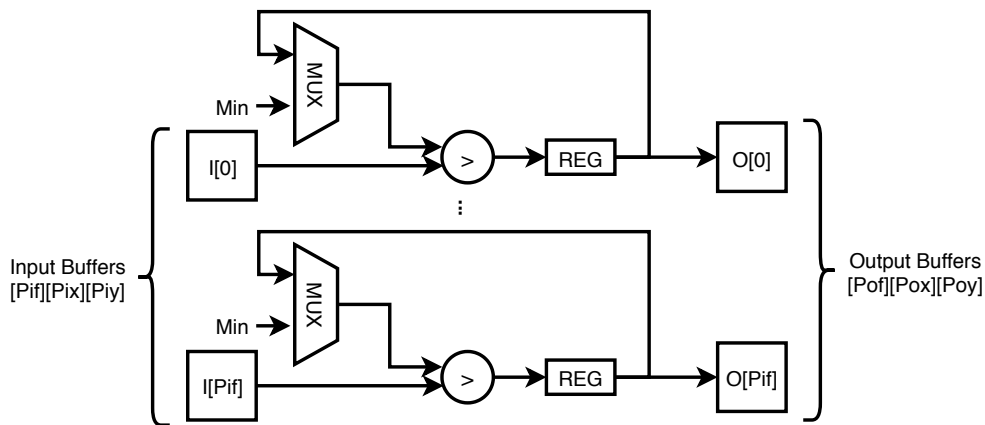 MUX
Min
I[0]
>
REG
O[0]
...
Input Buffers
[Pif][Pix][Piy]
Output Buffers
[Pof][Pox][Poy]
MUX
Min
I[Pif]
>
REG
O[Pif]